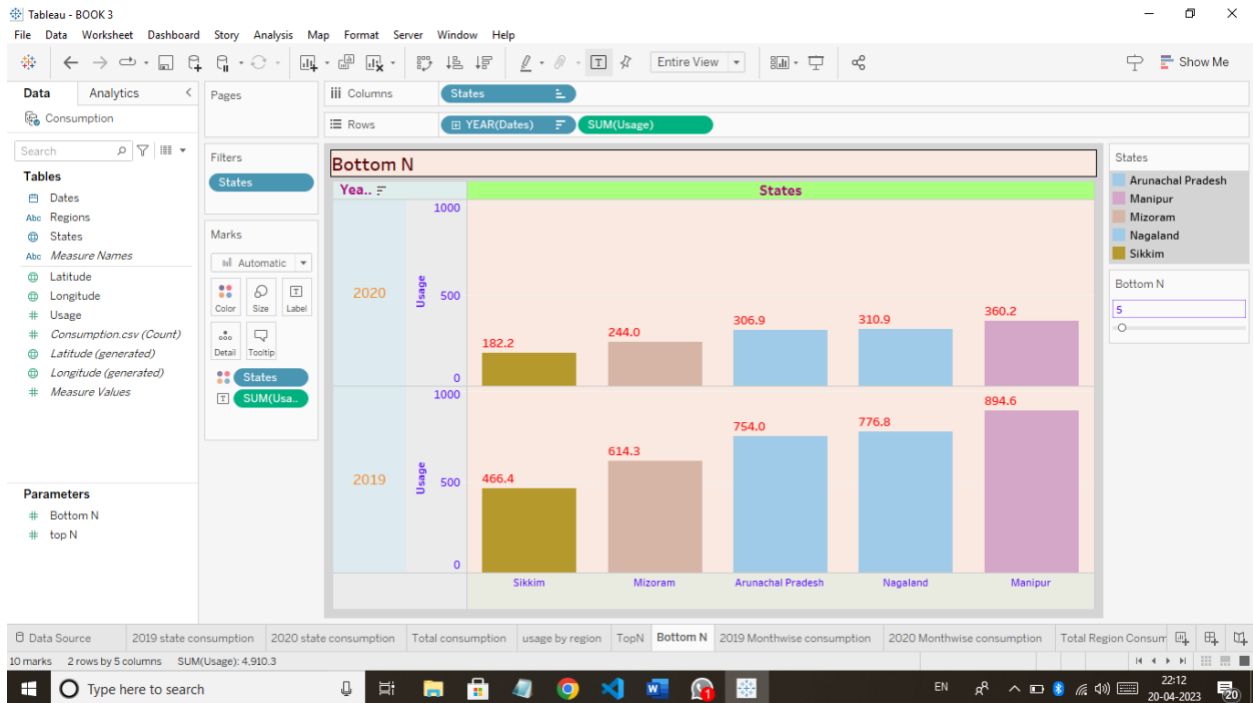 Tableau - BOOK 3
File Data Worksheet Dashboard Story Analysis Map Format Server Window Help
Entire View
Show Me
Data Analytics
Consumption
Search
Tables
Dates
Abc Regions
States
Abc Measure Names
Latitude
Longitude
# Usage
# Consumption.csv (Count)
Latitude (generated)
Longitude (generated)
# Measure Values
Parameters
# Bottom N
# top N
Pages
Filters
States
Marks
Automatic
Color Size Label
Detail Tooltip
States
SUM(Usa..
Columns States
Rows YEAR(Dates) SUM(Usage)
Bottom N
Yea.. States
2020
Usage
1000
500
0
182.2
244.0
306.9
310.9
360.2
2019
Usage
1000
500
0
466.4
614.3
754.0
776.8
894.6
Sikkim Mizoram Arunachal Pradesh Nagaland Manipur
States
Arunachal Pradesh
Manipur
Mizoram
Nagaland
Sikkim
Bottom N
5
Data Source 2019 state consumption 2020 state consumption Total consumption usage by region TopN Bottom N 2019 Monthwise consumption 2020 Monthwise consumption Total Region Consum
10 marks 2 rows by 5 columns SUM(Usage): 4,910.3
Type here to search
EN
22:12
20-04-2023
20